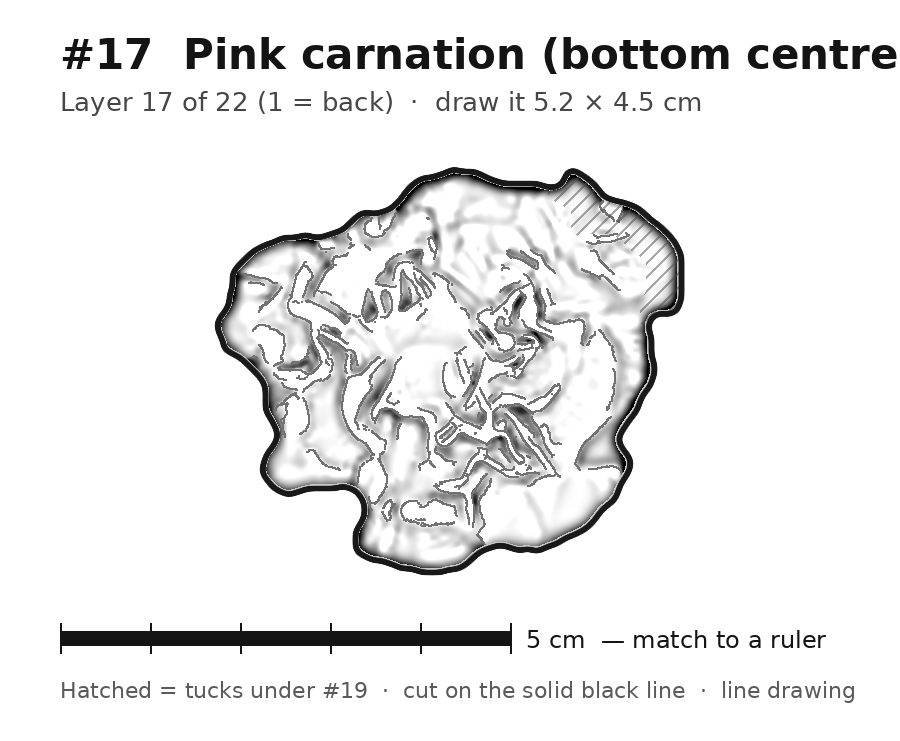 #17 Pink carnation (bottom centre
Layer 17 of 22 (1 = back) · draw it 5.2 × 4.5 cm
5 cm — match to a ruler
Hatched = tucks under #19 · cut on the solid black line · line drawing